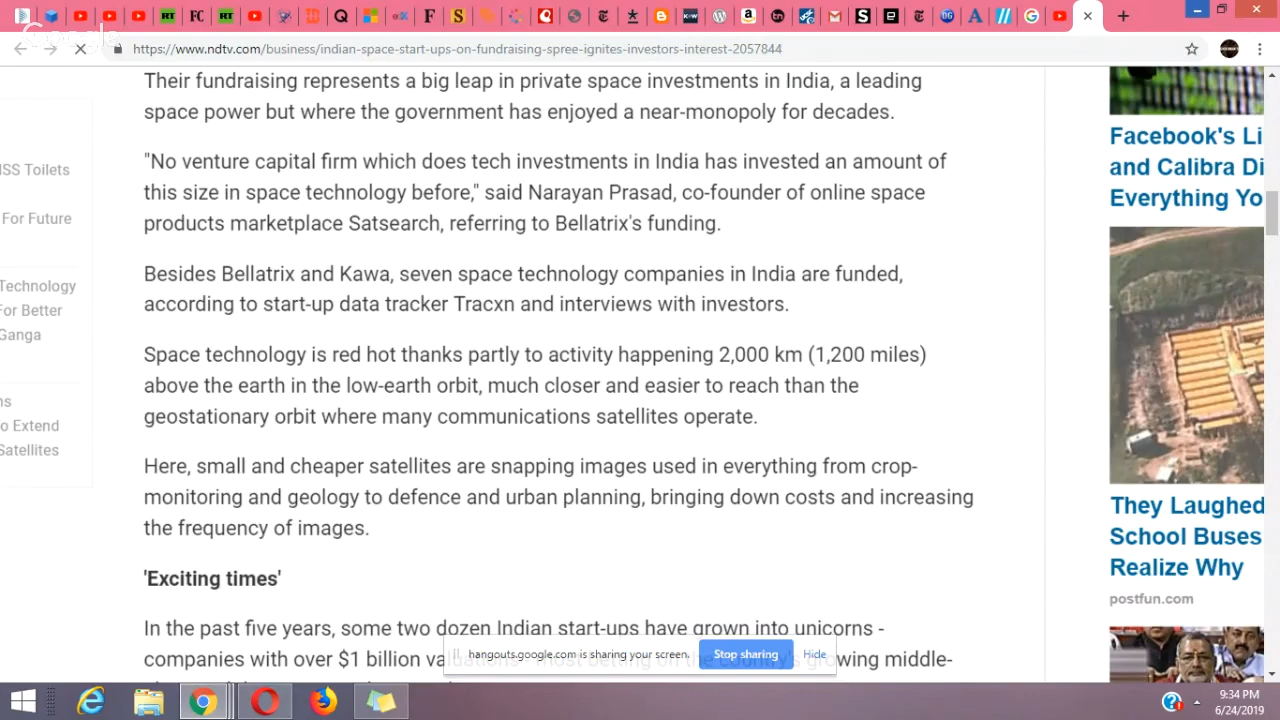 https://www.ndtv.com/business/indian-space-start-ups-on-fundraising-spree-ignites-investors-interest-2057844
Google
Their fundraising represents a big leap in private space investments in India, a leading
space power but where the government has enjoyed a near-monopoly for decades.
"No venture capital firm which does tech investments in India has invested an amount of
this size in space technology before," said Narayan Prasad, co-founder of online space
products marketplace Satsearch, referring to Bellatrix's funding.
Besides Bellatrix and Kawa, seven space technology companies in India are funded,
according to start-up data tracker Tracxn and interviews with investors.
Space technology is red hot thanks partly to activity happening 2,000 km (1,200 miles)
above the earth in the low-earth orbit, much closer and easier to reach than the
geostationary orbit where many communications satellites operate.
Here, small and cheaper satellites are snapping images used in everything from crop-
monitoring and geology to defence and urban planning, bringing down costs and increasing
the frequency of images.
'Exciting times'
In the past five years, some two dozen Indian start-ups have grown into unicorns -
companies with over $1 billion growing middle-
ISS Toilets
For Future
Technology
For Better
Ganga
ns
o Extend
Satellites
Facebook's Li
and Calibra Di
Everything Yo
They Laughed
School Buses
Realize Why
postfun.com
hangouts.google.com is sharing your screen.
Stop sharing
Hide
9:34 PM
6/24/2019